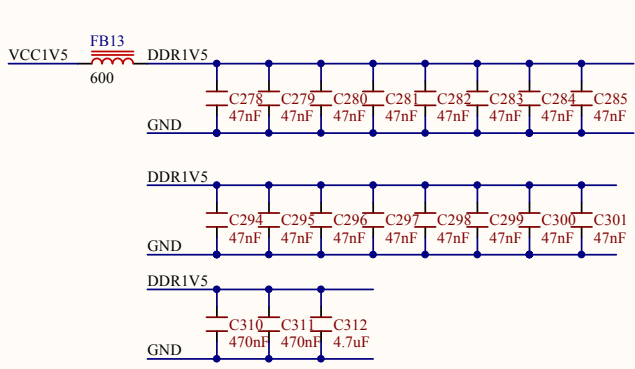 FB13
VCC1V5 DDR1V5
600
C278 C279 C280 C281 C282 C283 C284 C285
47nF 47nF 47nF 47nF 47nF 47nF 47nF 47nF
GND
DDR1V5
C294 C295 C296 C297 C298 C299 C300 C301
47nF 47nF 47nF 47nF 47nF 47nF 47nF 47nF
GND
DDR1V5
C310 C311 C312
470nF 470nF 4.7uF
GND